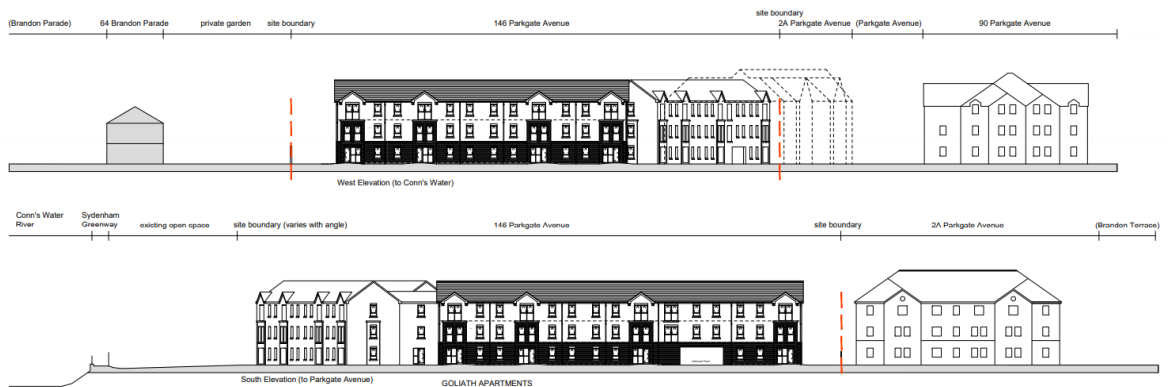 (Brandon Parade) 64 Brandon Parade private garden site boundary 146 Parkgate Avenue site boundary
2A Parkgate Avenue (Parkgate Avenue) 90 Parkgate Avenue
West Elevation (to Conn's Water)
Conn's Water
River
Sydenham
Greenway
existing open space site boundary (varies with angle) 146 Parkgate Avenue site boundary 2A Parkgate Avenue (Brandon Terrace)
South Elevation (to Parkgate Avenue)
GOLIATH APARTMENTS